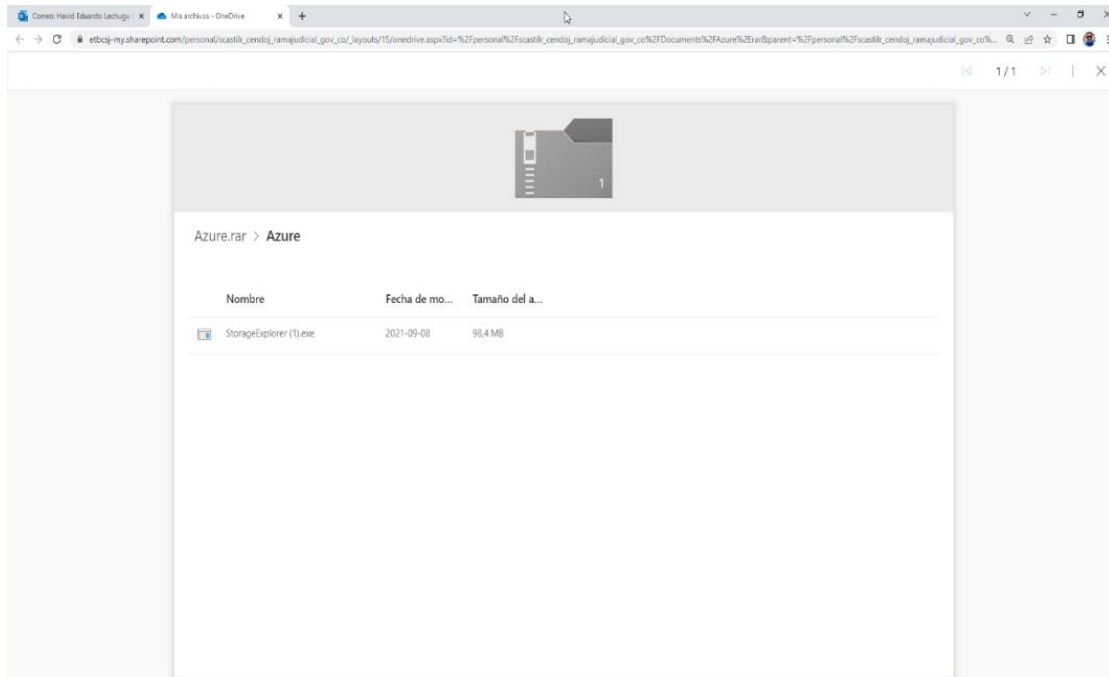 Correo: Havid Eduardo Lechuga
Mis archivos - OneDrive
etbcsj-my.sharepoint.com/personal/scastilr_cendoj_ramajudicial_gov_co/_layouts/15/onedrive.aspx?id=%2Fpersonal%2Fscastilr_cendoj_ramajudicial_gov_co%2FDocuments%2FAzure%2Erar&parent=%2Fpersonal%2Fscastilr_cendoj_ramajudicial_gov_co%...
1 / 1
1
Azure.rar > Azure
Nombre Fecha de mo... Tamaño del a...
StorageExplorer (1).exe 2021-09-08 98,4 MB